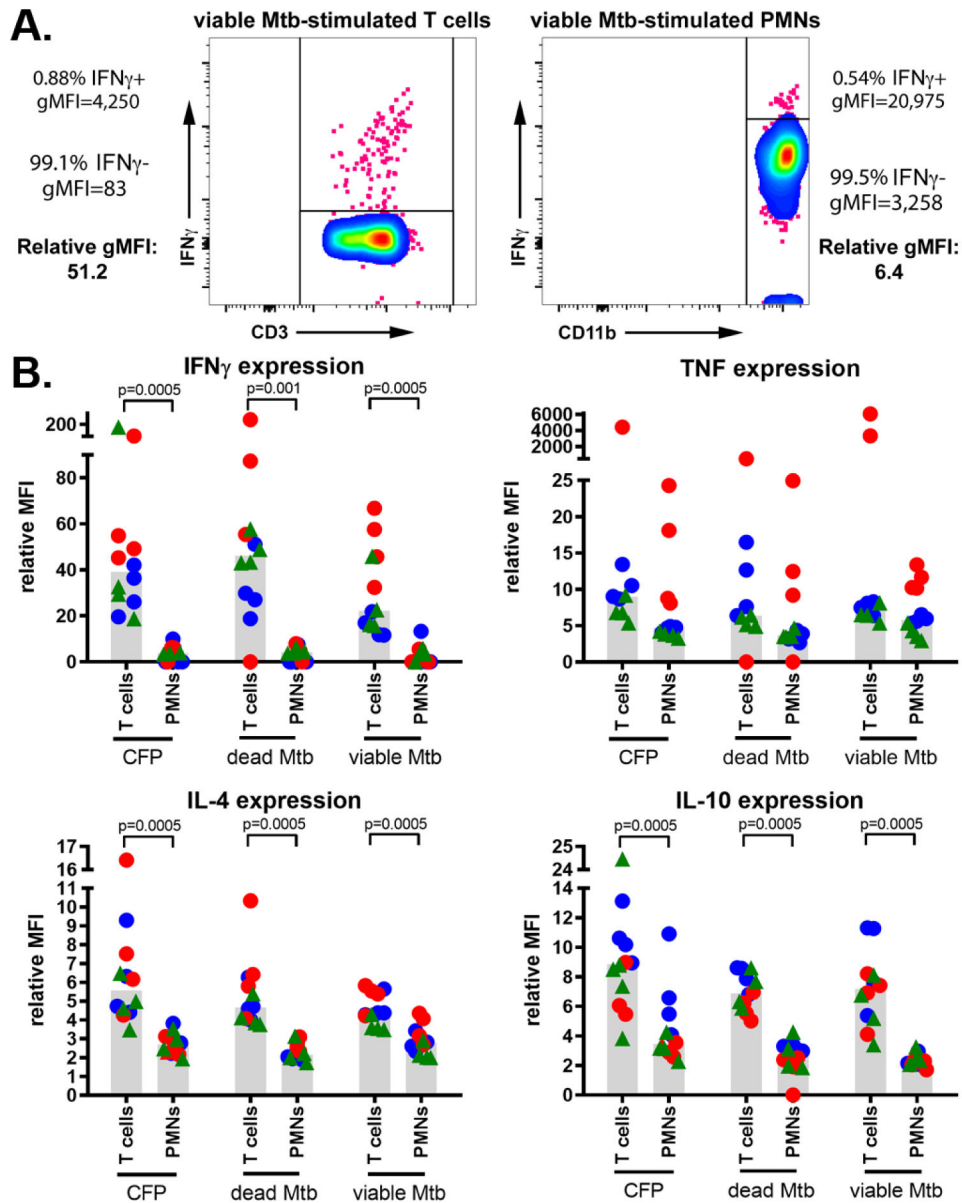 A.
viable Mtb-stimulated T cells
viable Mtb-stimulated PMNs
0.88% IFNγ+
gMFI=4,250
99.1% IFNγ-
gMFI=83
Relative gMFI:
51.2
IFNγ
CD3
IFNγ
CD11b
0.54% IFNγ+
gMFI=20,975
99.5% IFNγ-
gMFI=3,258
Relative gMFI:
6.4
B.
IFNγ expression
p=0.0005
p=0.001
p=0.0005
relative MFI
200
80
60
40
20
0
T cells
PMNs
T cells
PMNs
T cells
PMNs
CFP
dead Mtb
viable Mtb
TNF expression
relative MFI
6000
4000
2000
25
20
15
10
5
0
T cells
PMNs
T cells
PMNs
T cells
PMNs
CFP
dead Mtb
viable Mtb
IL-4 expression
p=0.0005
p=0.0005
p=0.0005
relative MFI
17
16
11
10
9
8
7
6
5
4
3
2
1
0
T cells
PMNs
T cells
PMNs
T cells
PMNs
CFP
dead Mtb
viable Mtb
IL-10 expression
p=0.0005
p=0.0005
p=0.0005
relative MFI
25
24
14
12
10
8
6
4
2
0
T cells
PMNs
T cells
PMNs
T cells
PMNs
CFP
dead Mtb
viable Mtb